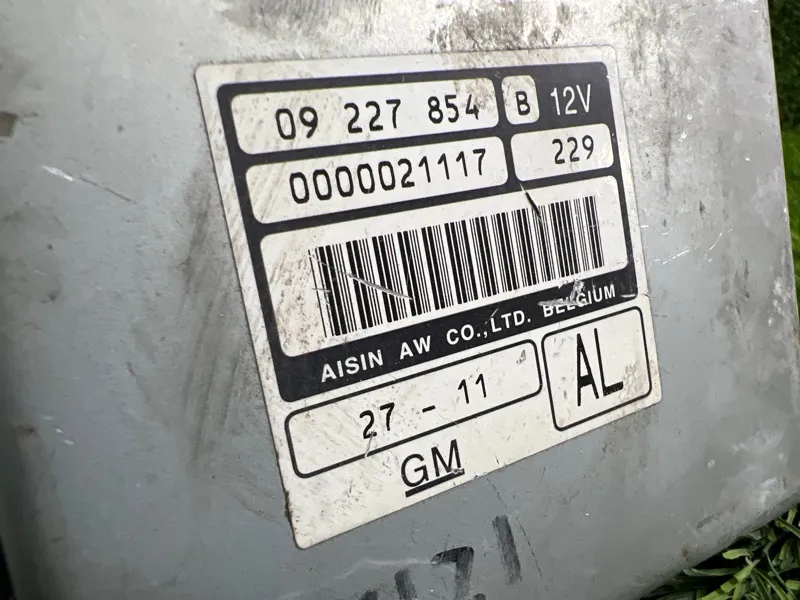 09 227 854 B 12V
0000021117 229
AISIN AW CO.,LTD. BELGIUM
27 - 11 AL
GM